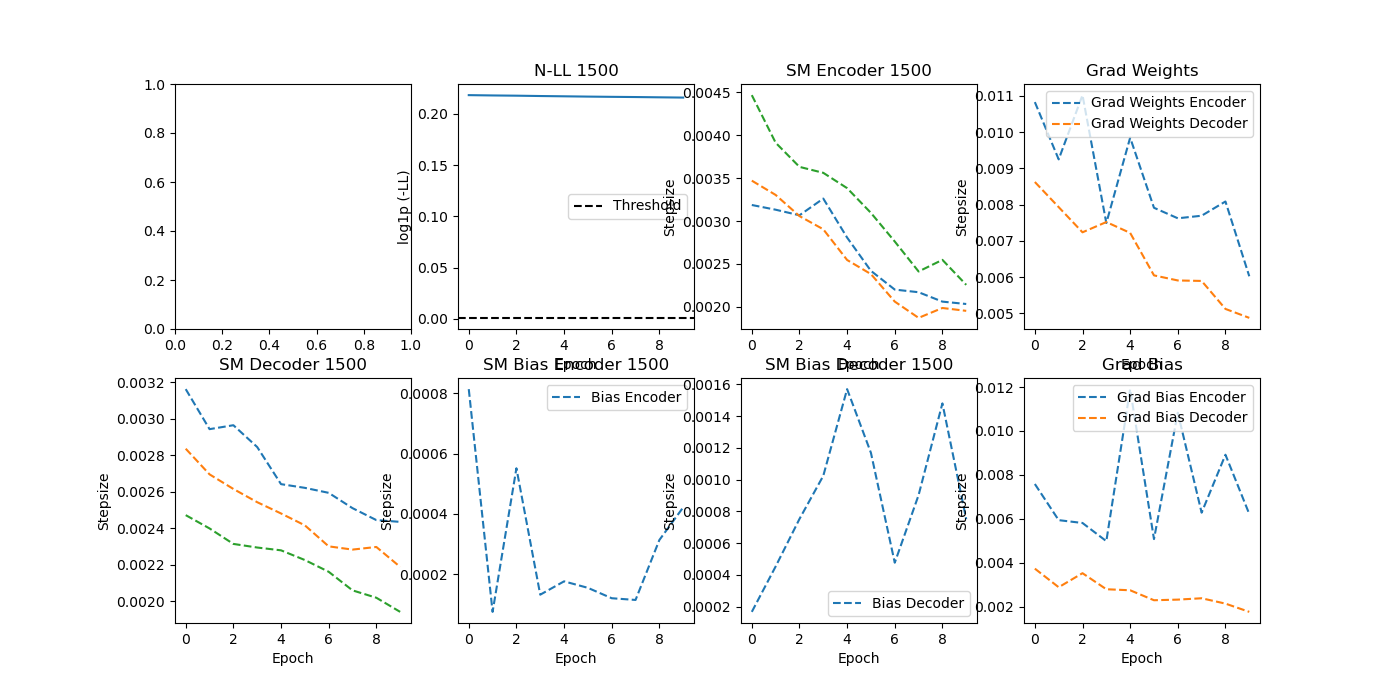 N-LL 1500
SM Encoder 1500
Grad Weights
1.0
0.8
0.6
0.4
0.2
0.0
0.0 0.2 0.4 0.6 0.8 1.0
log1p (-LL)
0.20
0.15
0.10
0.05
0.00
Threshold
0 2 4 6 8
Epoch
Stepsize
0.0045
0.0040
0.0035
0.0030
0.0025
0.0020
0 2 4 6 8
Epoch
Stepsize
0.011
0.010
0.009
0.008
0.007
0.006
0.005
Grad Weights Encoder
Grad Weights Decoder
0 2 4 6 8
Epoch
SM Decoder 1500
SM Bias Encoder 1500
SM Bias Decoder 1500
Grad Bias
Stepsize
0.0032
0.0030
0.0028
0.0026
0.0024
0.0022
0.0020
0 2 4 6 8
Epoch
Stepsize
0.0008
0.0006
0.0004
0.0002
Bias Encoder
0 2 4 6 8
Epoch
Stepsize
0.0016
0.0014
0.0012
0.0010
0.0008
0.0006
0.0004
0.0002
Bias Decoder
0 2 4 6 8
Epoch
Stepsize
0.012
0.010
0.008
0.006
0.004
0.002
Grad Bias Encoder
Grad Bias Decoder
0 2 4 6 8
Epoch